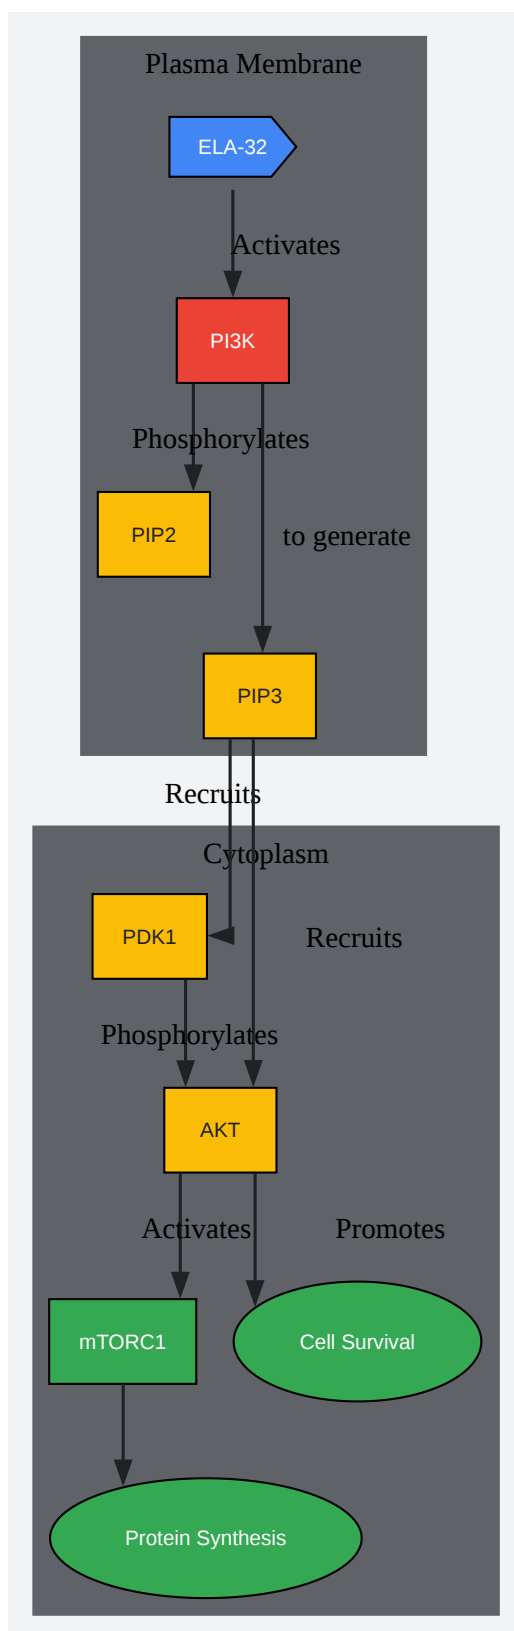 Plasma Membrane
ELA-32
Activates
PI3K
Phosphorylates
PIP2
to generate
PIP3
Recruits
Cytoplasm
PDK1
Recruits
Phosphorylates
AKT
Activates
Promotes
mTORC1
Cell Survival
Protein Synthesis